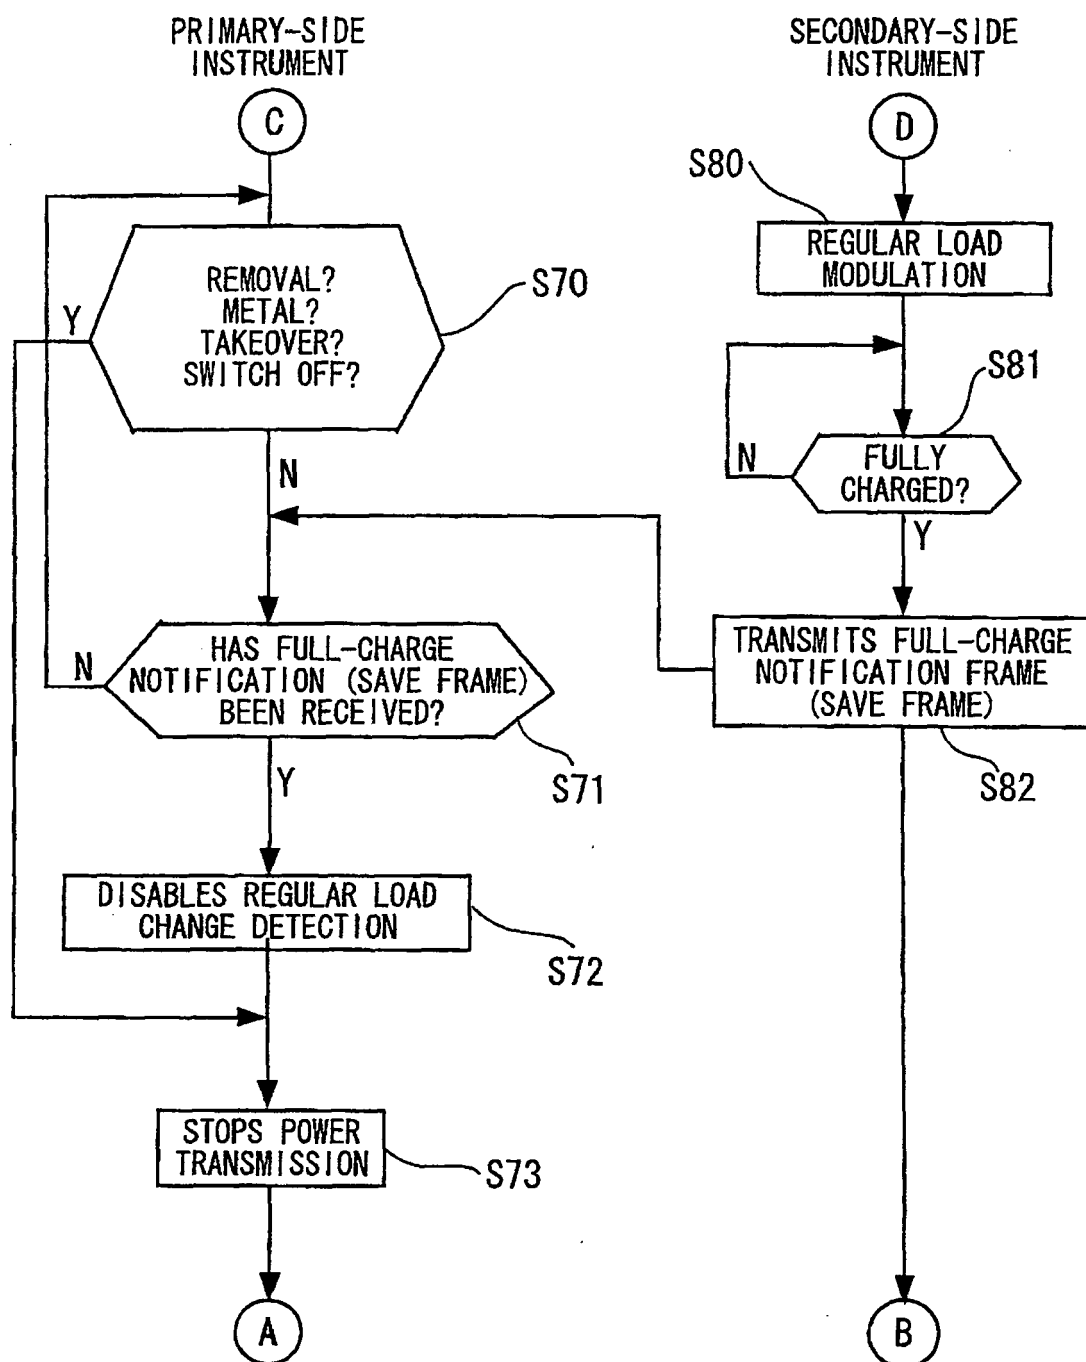 PRIMARY-SIDE
INSTRUMENT
C
REMOVAL?
METAL?
TAKEOVER?
SWITCH OFF?
S70
Y
N
HAS FULL-CHARGE
NOTIFICATION (SAVE FRAME)
BEEN RECEIVED?
N
S71
Y
DISABLES REGULAR LOAD
CHANGE DETECTION
S72
STOPS POWER
TRANSMISSION
S73
A
SECONDARY-SIDE
INSTRUMENT
D
S80
REGULAR LOAD
MODULATION
S81
FULLY
CHARGED?
N
Y
TRANSMITS FULL-CHARGE
NOTIFICATION FRAME
(SAVE FRAME)
S82
B